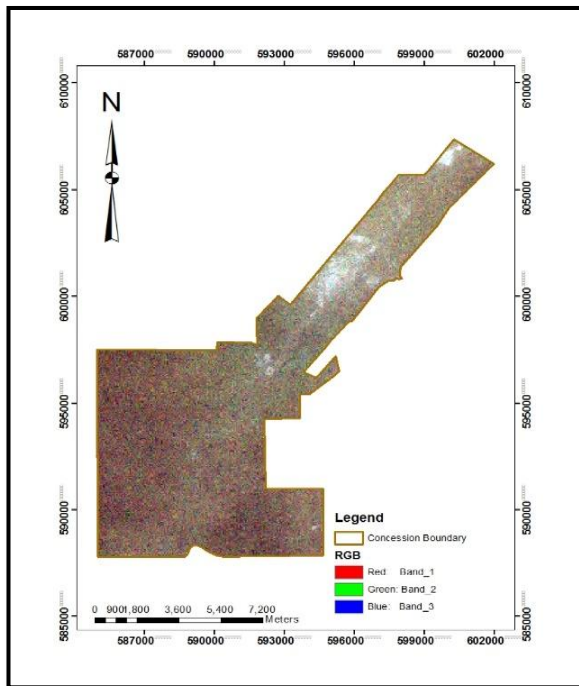 587000 590000 593000 596000 599000 602000
N
610000 610000
605000 605000
600000 600000
595000 595000
590000 590000
585000 585000
Legend
Concession Boundary
RGB
Red: Band_1
Green: Band_2
Blue: Band_3
0 9001,800 3,600 5,400 7,200
Meters
587000 590000 593000 596000 599000 602000